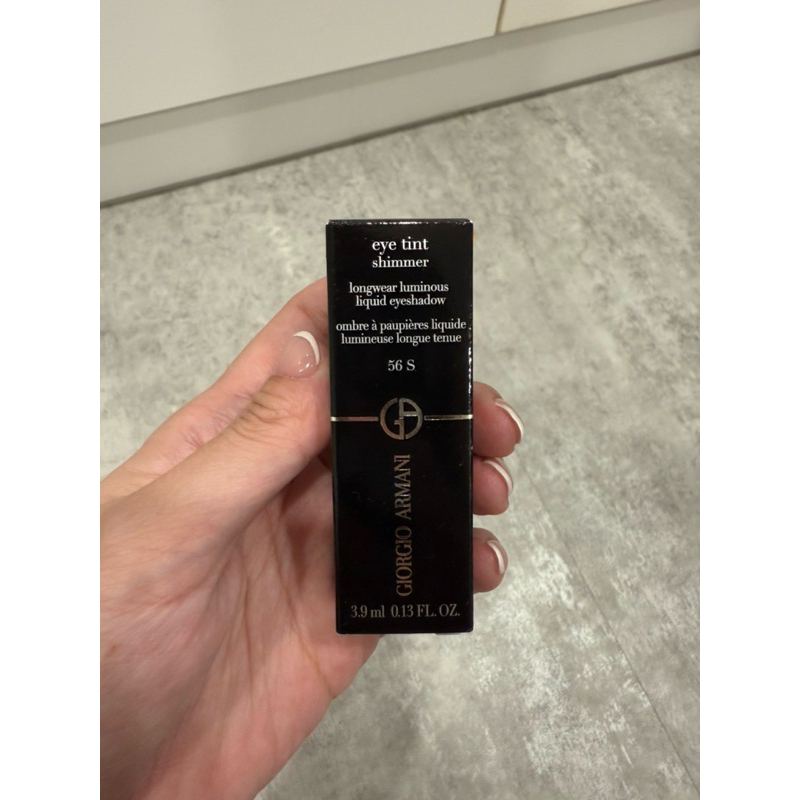 eye tint
shimmer
longwear luminous
liquid eyeshadow
ombre à paupières liquide
lumineuse longue tenue
56 S
GA
GIORGIO ARMANI
3.9 ml 0.13 FL. OZ.